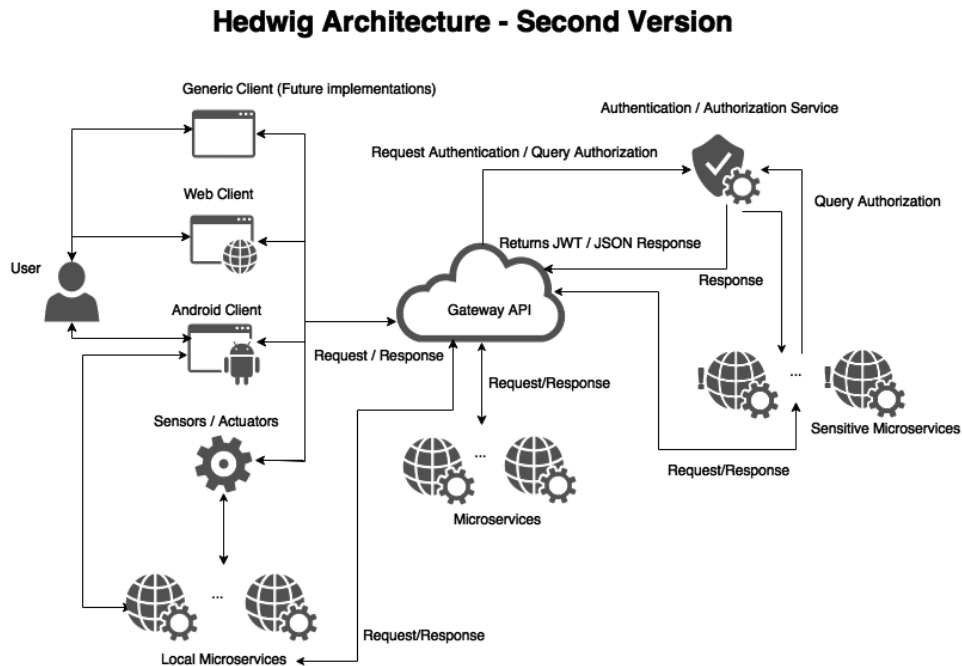 Hedwig Architecture - Second Version
Generic Client (Future implementations)
Authentication / Authorization Service
Request Authentication / Query Authorization
Web Client
Query Authorization
Returns JWT / JSON Response
User
Response
Android Client
Gateway API
Request / Response
Request/Response
Sensors / Actuators
...
Sensitive Microservices
...
Request/Response
Microservices
...
Request/Response
Local Microservices